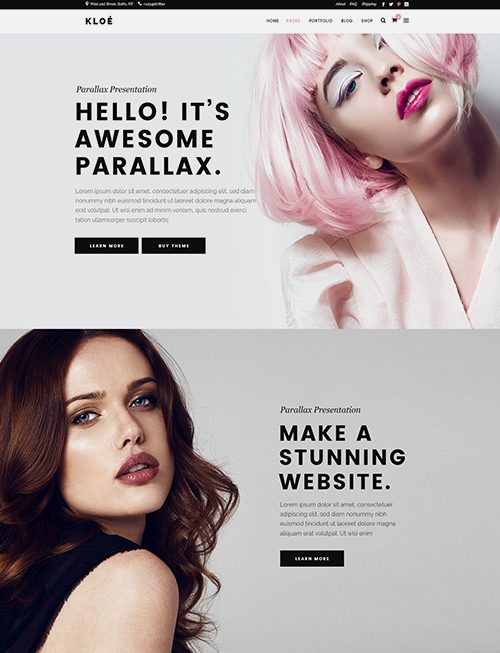 West 21st Street, Suite, NY
About FAQ Shipping
KLOÉ
HOME PAGES PORTFOLIO BLOG SHOP
Parallax Presentation
HELLO! IT'S
AWESOME
PARALLAX.
Lorem ipsum dolor sit amet, consectetuer adipiscing elit, sed diam
nonummy nibh euismod tincidunt ut laoreet dolore magna aliquam
erat volutpat. Ut wisi enim ad minim veniam, quis nostrud exerci
tation ullamcorper suscipit lobortis
LEARN MORE BUY THEME
Parallax Presentation
MAKE A
STUNNING
WEBSITE.
Lorem ipsum dolor sit amet, consectetuer
adipiscing elit, sed diam nonummy nibh
euismod tincidunt ut laoreet dolore magna
erat volutpat. Ut wisi enim
LEARN MORE